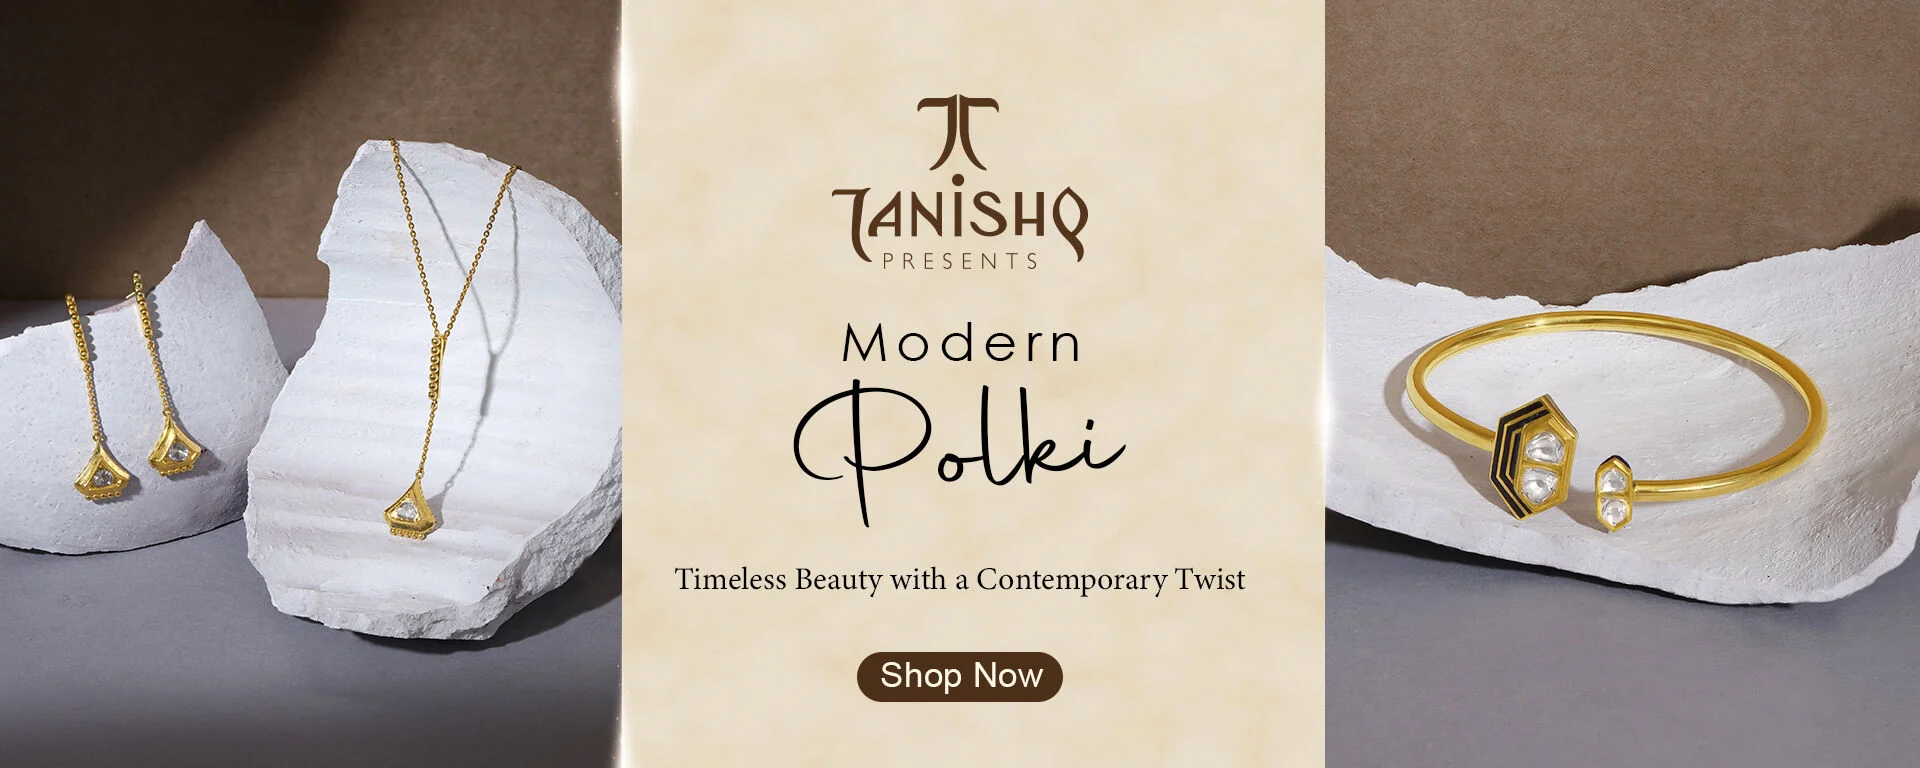 TANISHQ
PRESENTS
Modern
Polki
Timeless Beauty with a Contemporary Twist
Shop Now